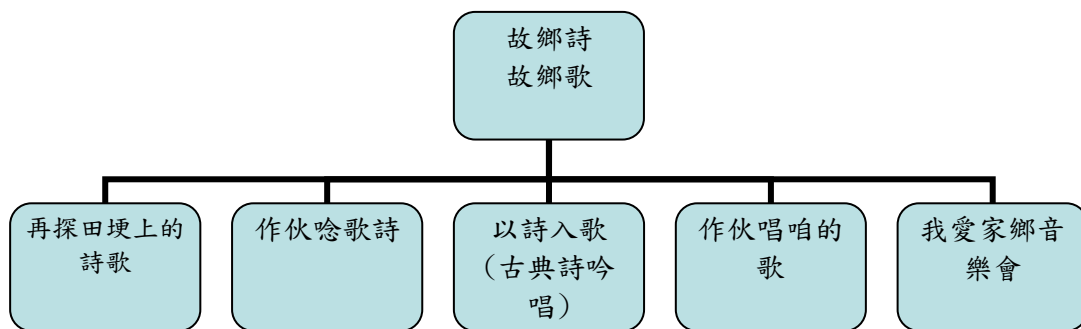 故鄉詩
故鄉歌
再探田埂上的
詩歌
作伙唸歌詩
以詩入歌
（古典詩吟
唱）
作伙唱咱的
歌
我愛家鄉音
樂會